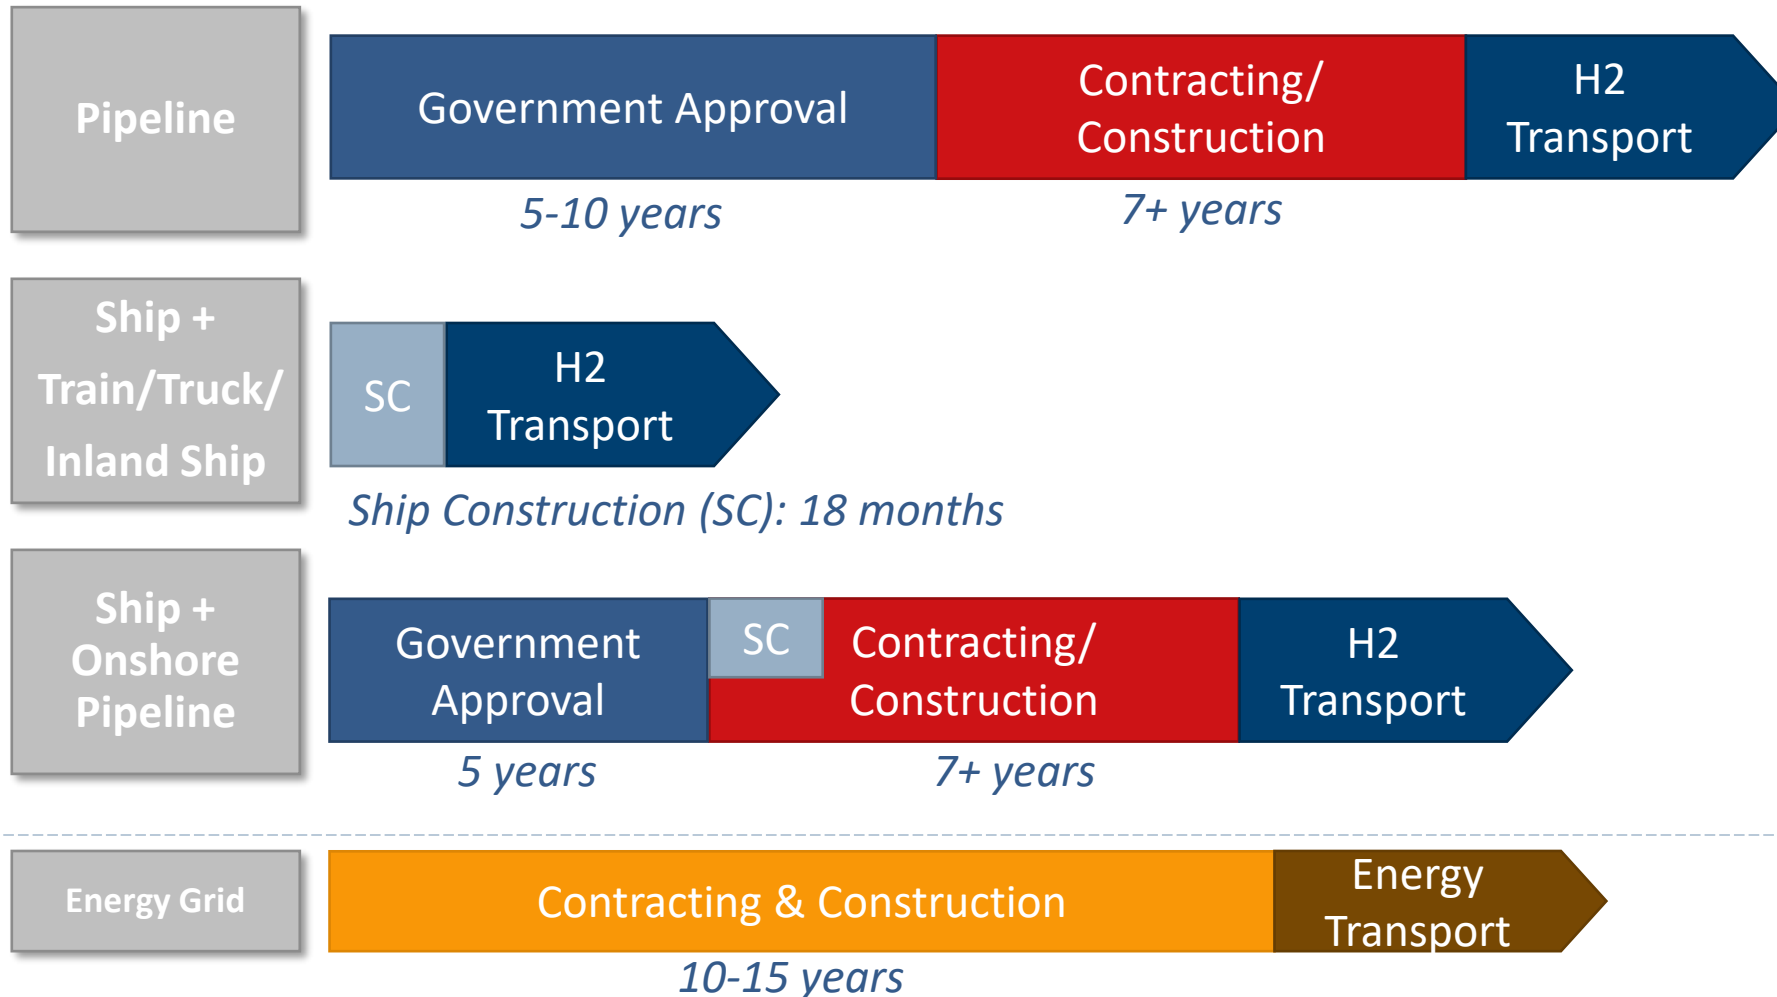 Pipeline
Government Approval
Contracting/
Construction
H2
Transport
5-10 years
7+ years
Ship +
Train/Truck/
Inland Ship
SC
H2
Transport
Ship Construction (SC): 18 months
Ship +
Onshore
Pipeline
Government
Approval
SC
Contracting/
Construction
H2
Transport
5 years
7+ years
Energy Grid
Contracting & Construction
Energy
Transport
10-15 years